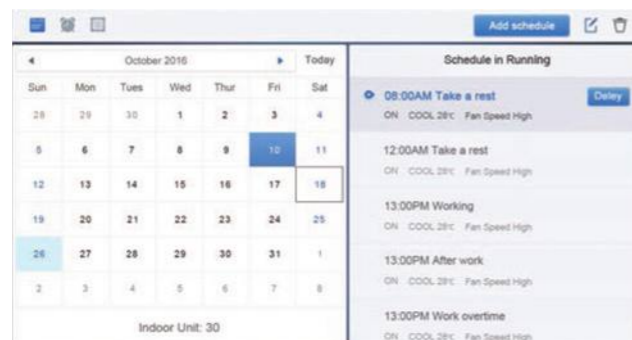 Add schedule
October 2016 Today
Sun Mon Tues Wed Thur Fri Sat
28 29 30 1 2 3 4
5 6 7 8 9 10 11
12 13 14 15 16 17 18
19 20 21 22 23 24 25
26 27 28 29 30 31 1
2 3 4 5 6 7 8
Indoor Unit: 30
Schedule in Running
08:00AM Take a rest Deley
ON COOL 28°C Fan Speed High
12:00AM Take a rest
ON COOL 28°C Fan Speed High
13:00PM Working
ON COOL 28°C Fan Speed High
13:00PM After work
ON COOL 28°C Fan Speed High
13:00PM Work overtime
ON COOL 28°C Fan Speed High